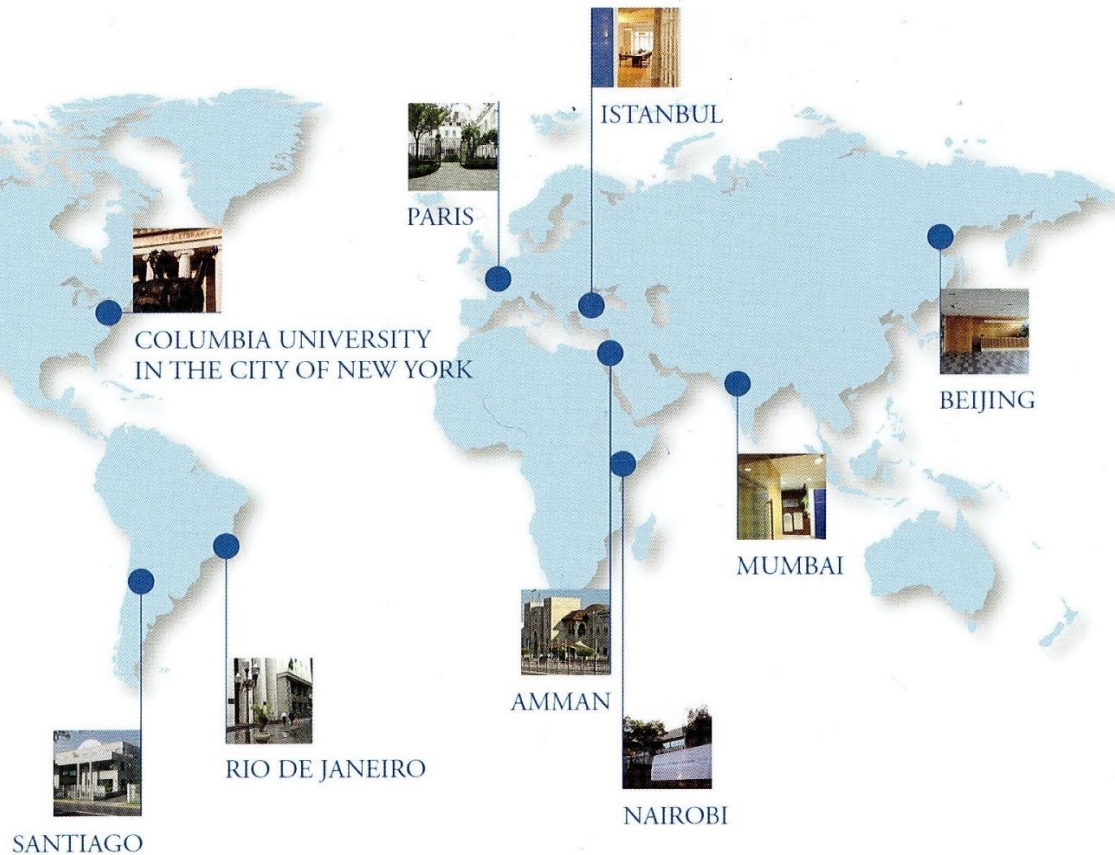 ISTANBUL
PARIS
COLUMBIA UNIVERSITY
IN THE CITY OF NEW YORK
BEIJING
MUMBAI
AMMAN
RIO DE JANEIRO
NAIROBI
SANTIAGO